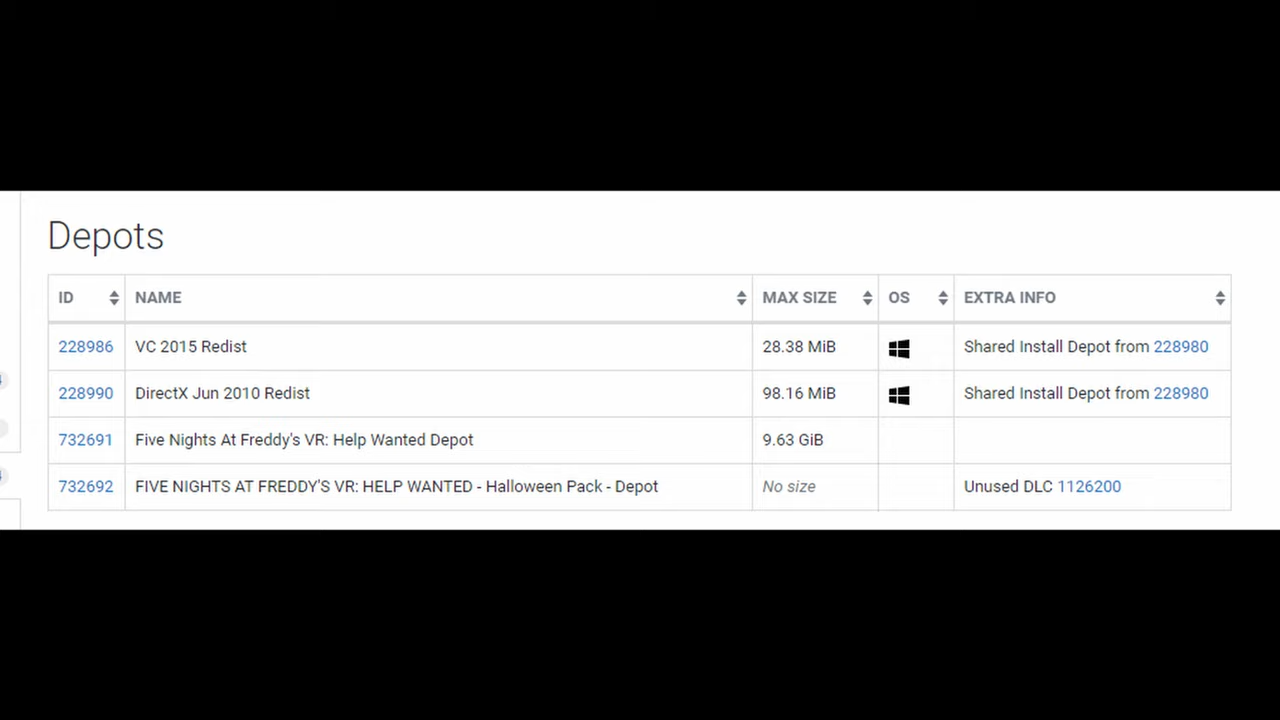 Depots
ID NAME MAX SIZE OS EXTRA INFO
228986 VC 2015 Redist 28.38 MiB Shared Install Depot from 228980
228990 DirectX Jun 2010 Redist 98.16 MiB Shared Install Depot from 228980
732691 Five Nights At Freddy's VR: Help Wanted Depot 9.63 GiB
732692 FIVE NIGHTS AT FREDDY'S VR: HELP WANTED - Halloween Pack - Depot No size Unused DLC 1126200